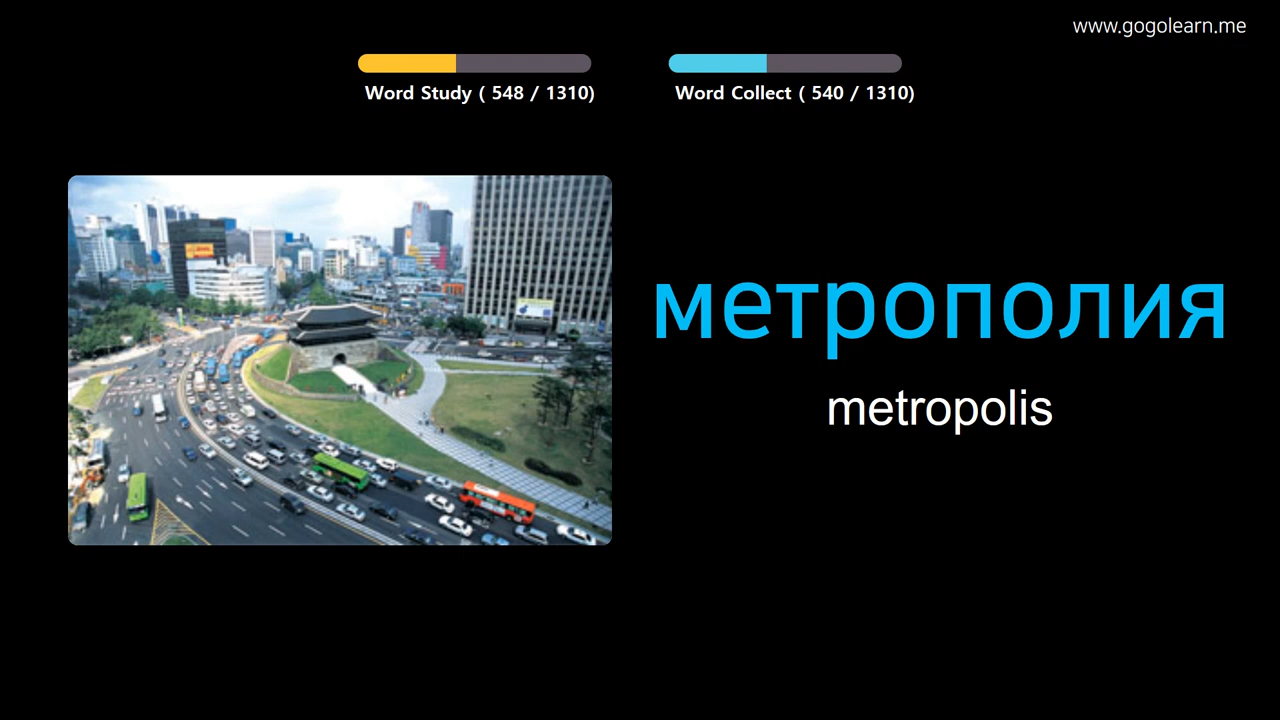 www.gogolearn.me
Word Study ( 548 / 1310)
Word Collect ( 540 / 1310)
метрополия
metropolis